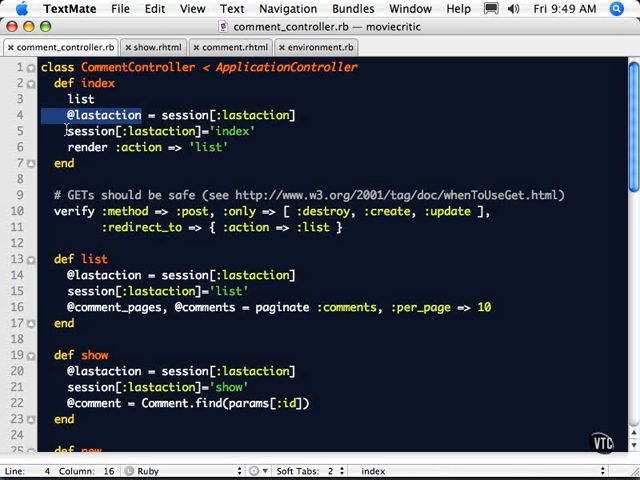 TextMate File Edit View Text Navigation Bundles Window Help Fri 9:49 AM
comment_controller.rb — moviecritic
× comment_controller.rb × show.rhtml × comment.rhtml × environment.rb
1 class CommentController < ApplicationController
2 def index
3 list
4 @lastaction = session[:lastaction]
5 session[:lastaction]='index'
6 render :action => 'list'
7 end
8
9 # GETs should be safe (see http://www.w3.org/2001/tag/doc/whenToUseGet.html)
10 verify :method => :post, :only => [ :destroy, :create, :update ],
11 :redirect_to => { :action => :list }
12
13 def list
14 @lastaction = session[:lastaction]
15 session[:lastaction]='list'
16 @comment_pages, @comments = paginate :comments, :per_page => 10
17 end
18
19 def show
20 @lastaction = session[:lastaction]
21 session[:lastaction]='show'
22 @comment = Comment.find(params[:id])
23 end
24
25 def new
VTC
Line: 4 Column: 16 Ruby Soft Tabs: 2 index